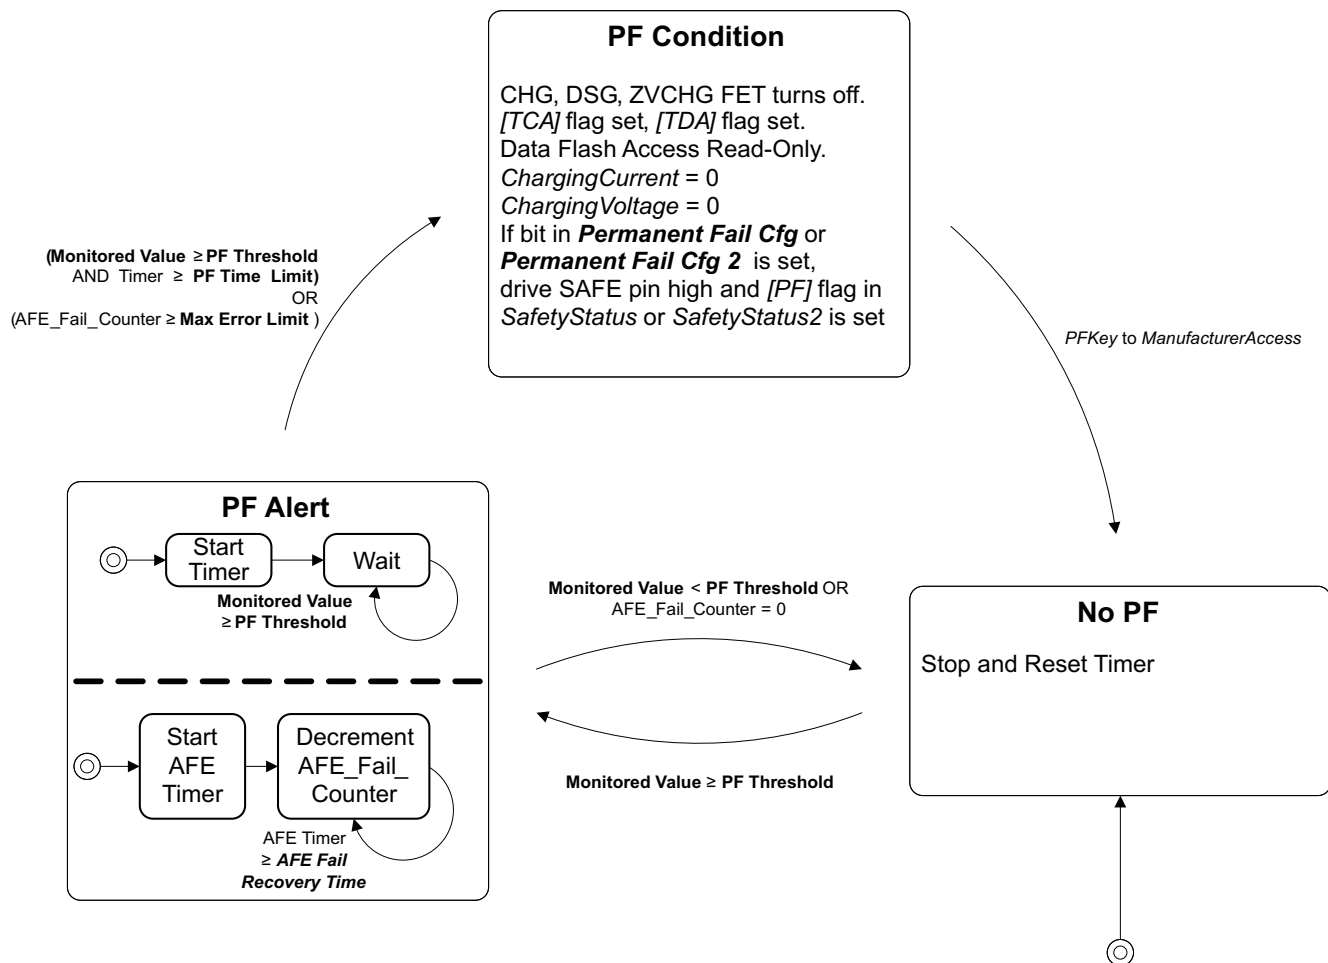 PF Condition
CHG, DSG, ZVCHG FET turns off.
[TCA] flag set, [TDA] flag set.
Data Flash Access Read-Only.
ChargingCurrent = 0
ChargingVoltage = 0
If bit in Permanent Fail Cfg or
Permanent Fail Cfg 2 is set,
drive SAFE pin high and [PF] flag in
SafetyStatus or SafetyStatus2 is set
(Monitored Value ≥ PF Threshold
AND Timer ≥ PF Time Limit)
OR
(AFE_Fail_Counter ≥ Max Error Limit )
PFKey to ManufacturerAccess
PF Alert
Start
Timer
Wait
Monitored Value
≥ PF Threshold
Start
AFE
Timer
Decrement
AFE_Fail_
Counter
AFE Timer
≥ AFE Fail
Recovery Time
Monitored Value < PF Threshold OR
AFE_Fail_Counter = 0
Monitored Value ≥ PF Threshold
No PF
Stop and Reset Timer